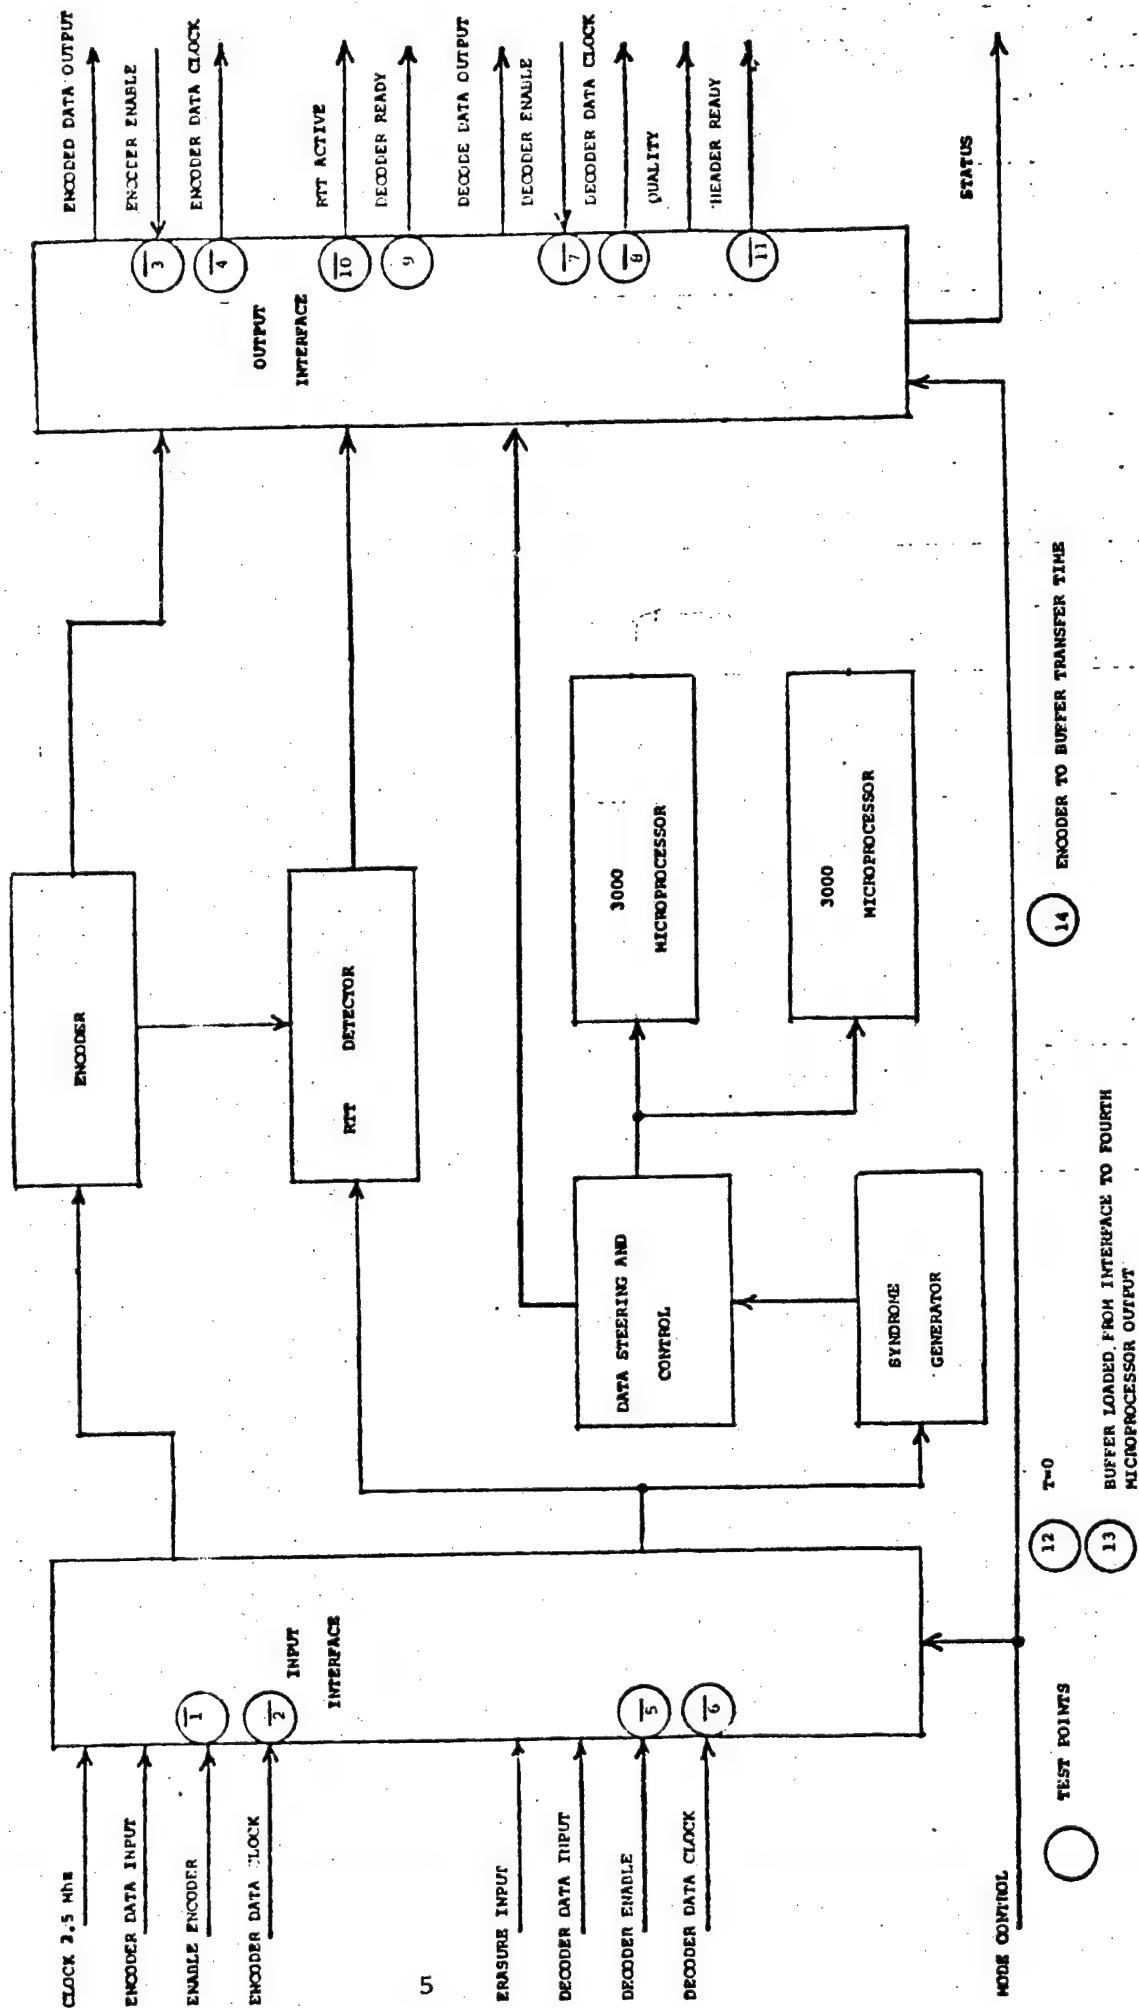 CLOCK 2.5 Mhz
ENCODER DATA INPUT
ENABLE ENCODER
ENCODER DATA CLOCK
ERASURE INPUT
DECODER DATA INPUT
DECODER ENABLE
DECODER DATA CLOCK
MODE CONTROL
1
2
INPUT
INTERFACE
5
6
ENCODER
RTT DETECTOR
DATA STEERING AND
CONTROL
SYNDROME
GENERATOR
3000
MICROPROCESSOR
3000
MICROPROCESSOR
OUTPUT
INTERFACE
3
4
10
9
7
8
11
ENCODED DATA OUTPUT
ENCODER ENABLE
ENCODER DATA CLOCK
RTT ACTIVE
DECODER READY
DECODE DATA OUTPUT
DECODER ENABLE
DECODER DATA CLOCK
QUALITY
HEADER READY
STATUS
TEST POINTS
12 T=0
13 BUFFER LOADED FROM INTERFACE TO FOURTH
MICROPROCESSOR OUTPUT
14 ENCODER TO BUFFER TRANSFER TIME
5